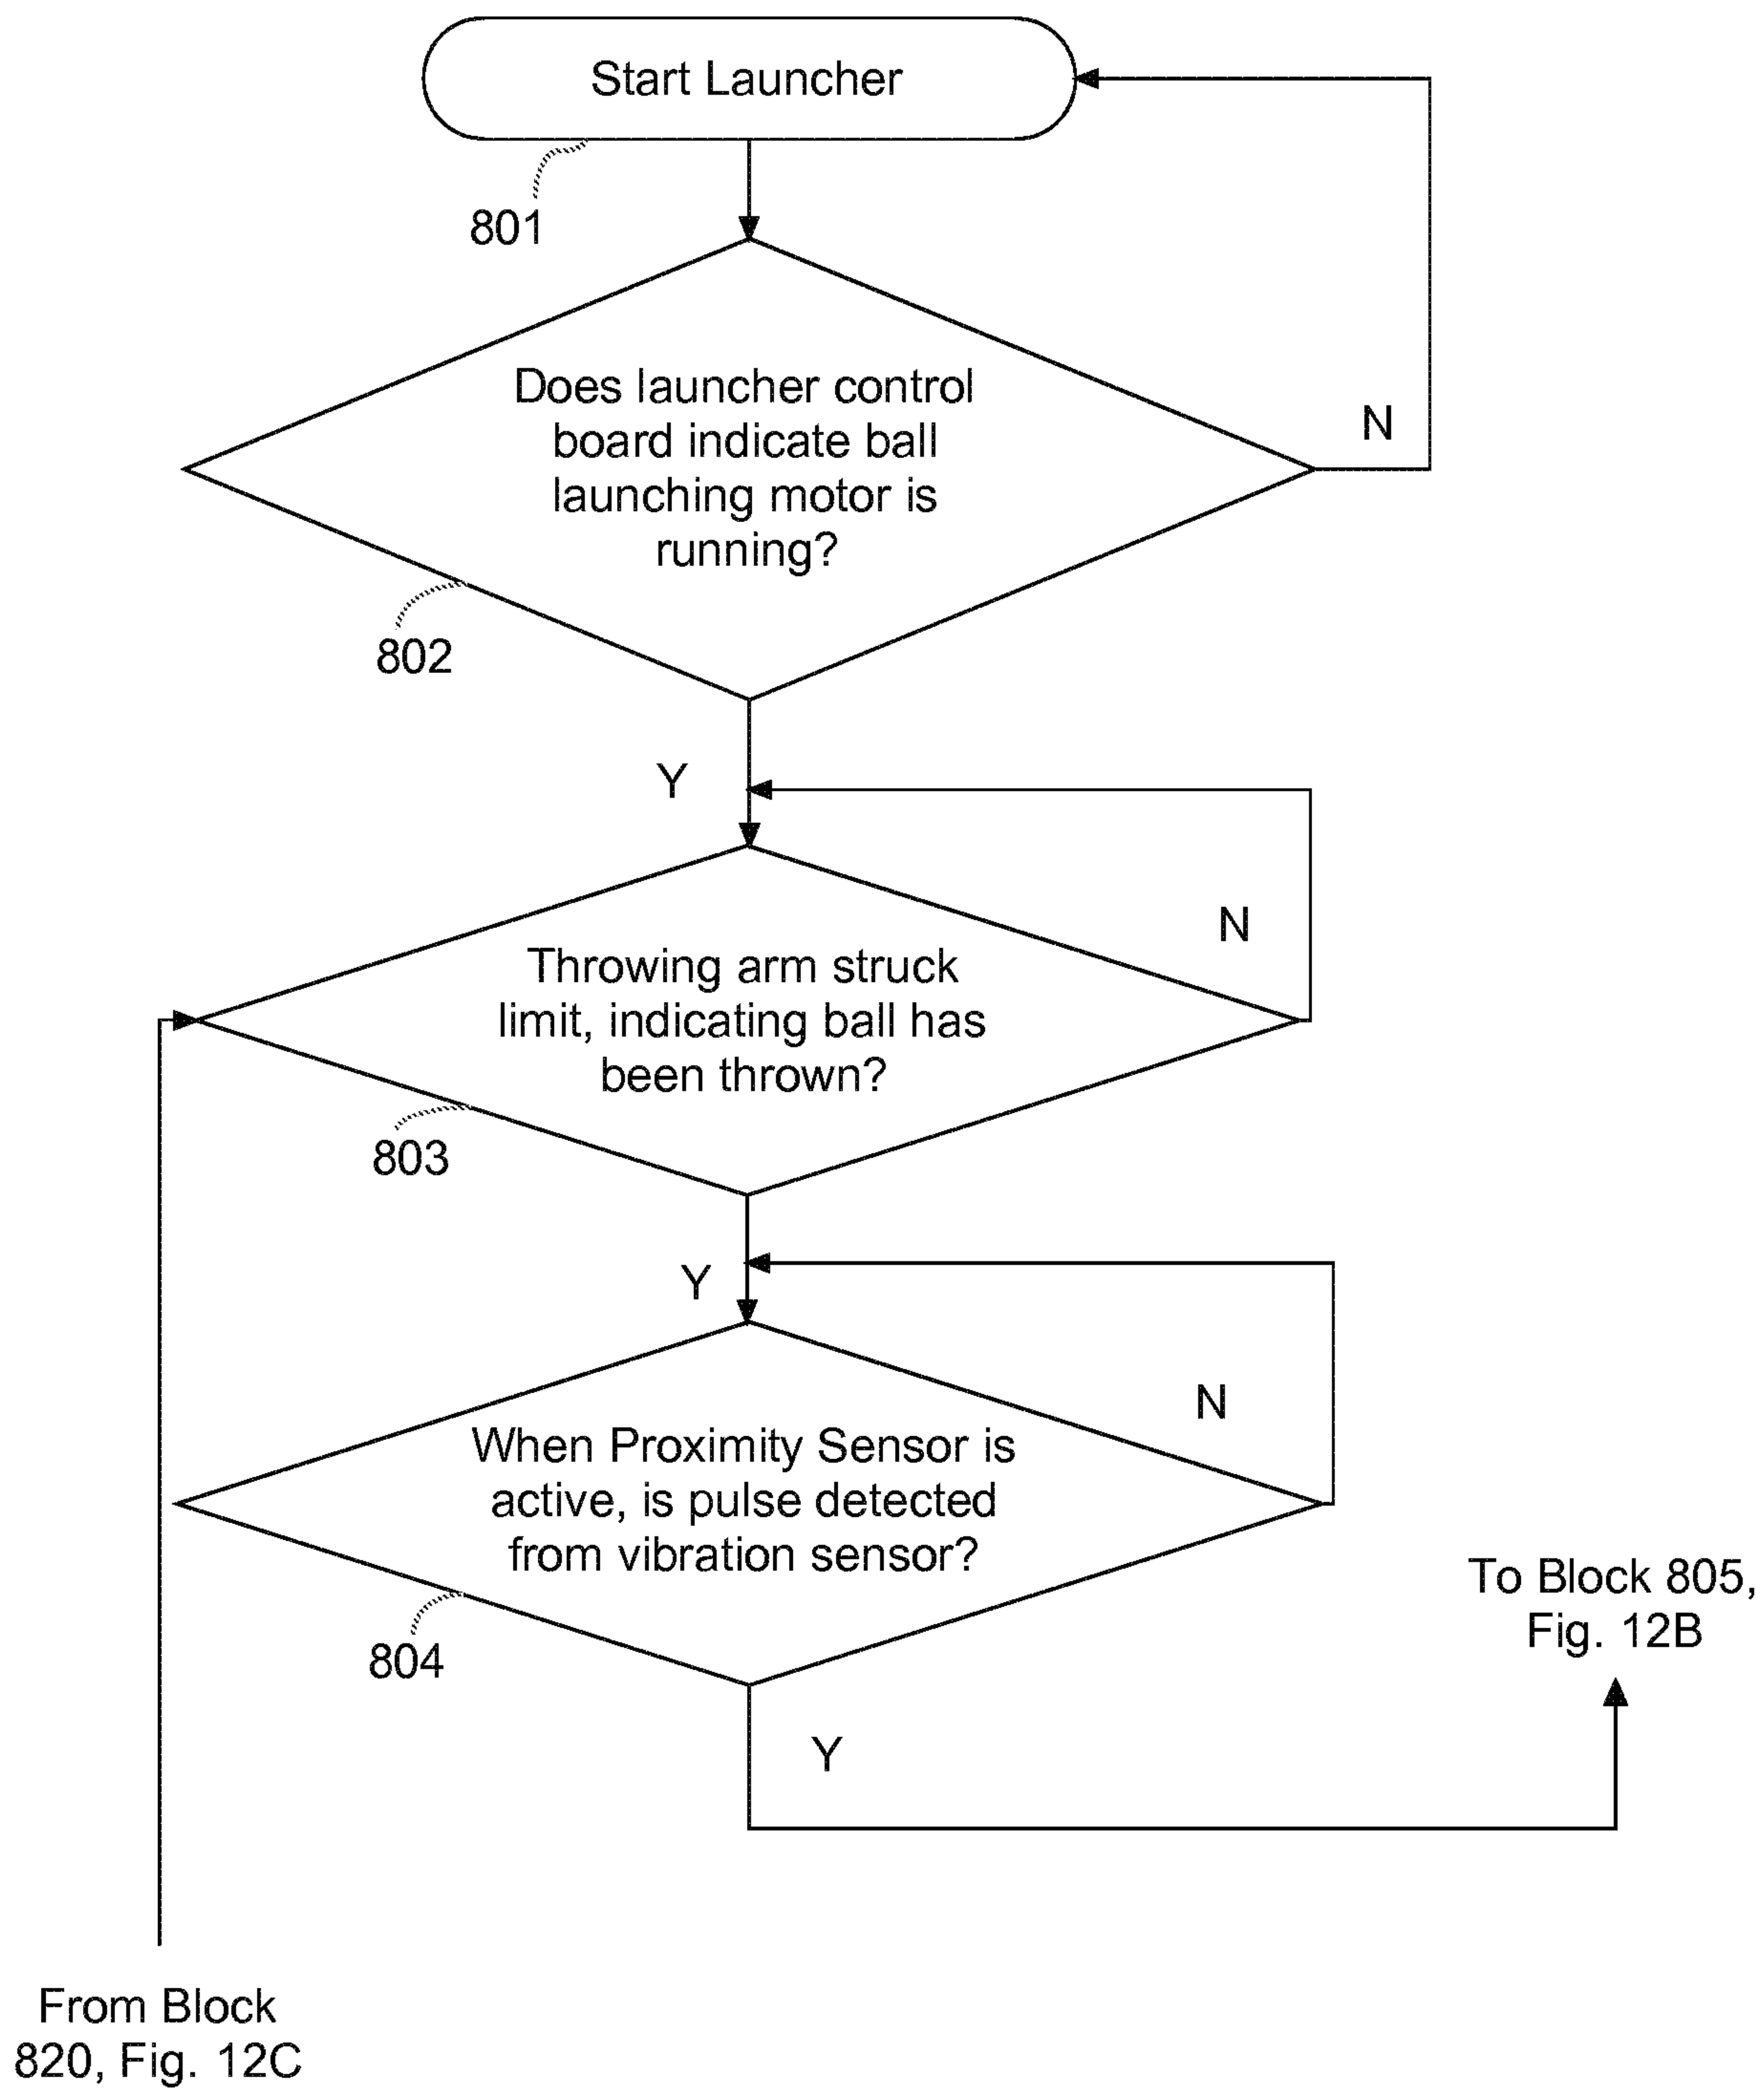 Start Launcher
801
Does launcher control
board indicate ball
launching motor is
running?
N
802
Y
N
Throwing arm struck
limit, indicating ball has
been thrown?
803
Y
N
When Proximity Sensor is
active, is pulse detected
from vibration sensor?
804
To Block 805,
Fig. 12B
Y
From Block
820, Fig. 12C